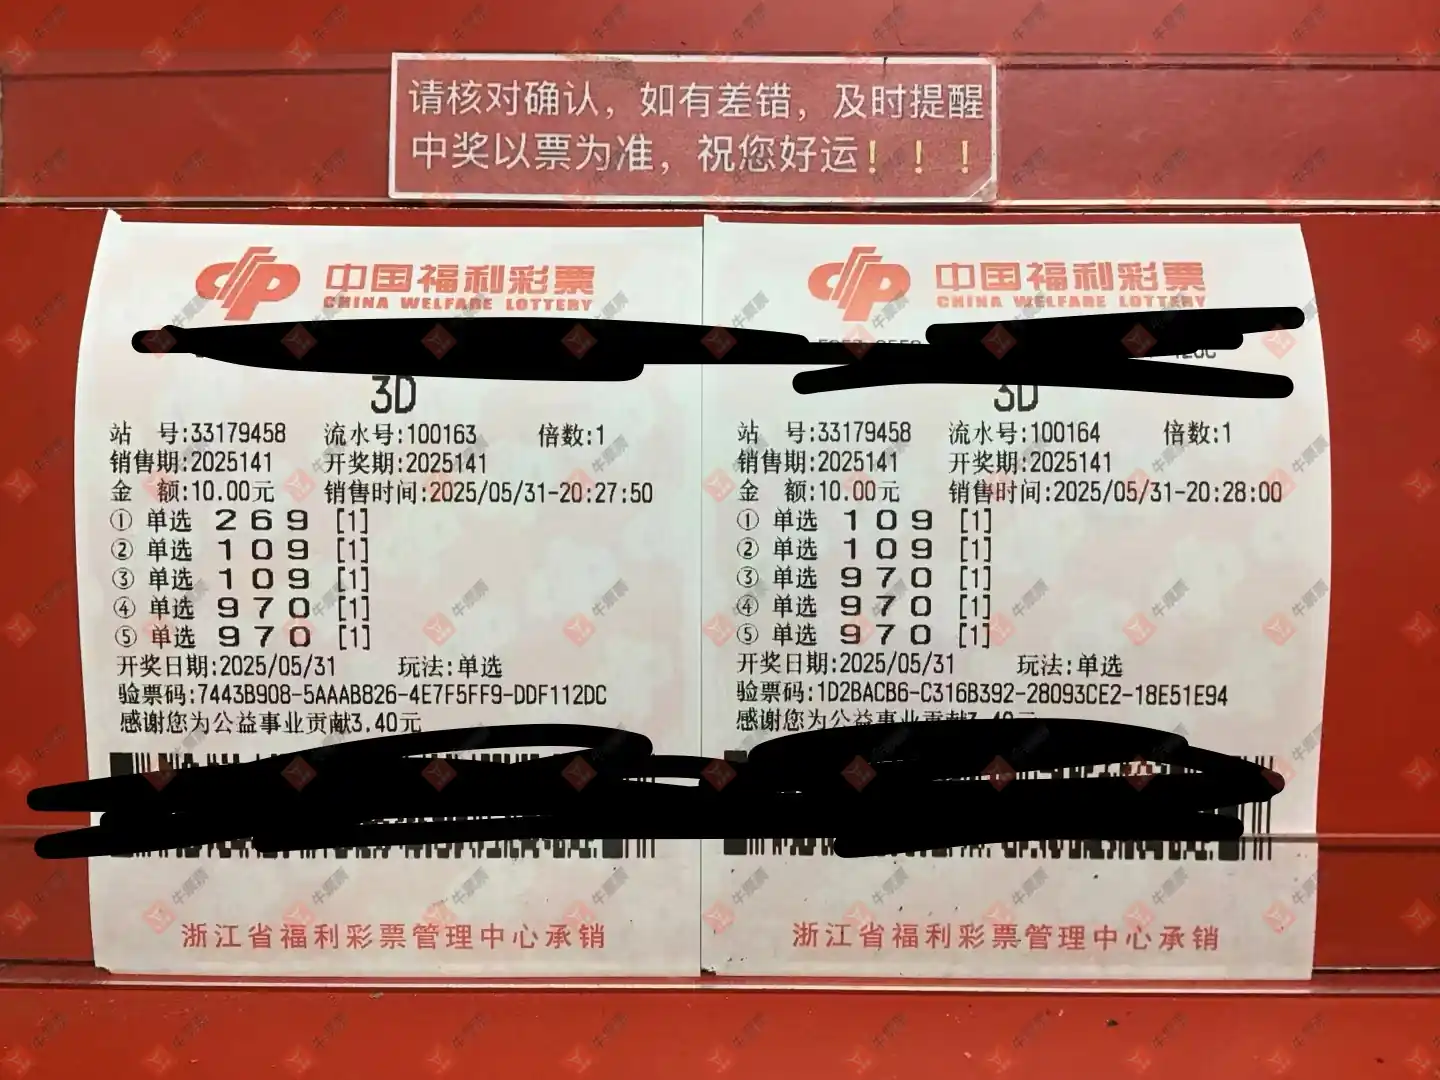 请核对确认，如有差错，及时提醒
中奖以票为准，祝您好运！！！
中国福利彩票
CHINA WELFARE LOTTERY
3D
站 号:33179458 流水号:100163 倍数:1
销售期:2025141 开奖期:2025141
金 额:10.00元 销售时间:2025/05/31-20:27:50
① 单选 2 6 9 [1]
② 单选 1 0 9 [1]
③ 单选 1 0 9 [1]
④ 单选 9 7 0 [1]
⑤ 单选 9 7 0 [1]
开奖日期:2025/05/31 玩法:单选
验票码:7443B908-5AAAB826-4E7F5FF9-DDF112DC
感谢您为公益事业贡献3.40元
浙江省福利彩票管理中心承销
中国福利彩票
CHINA WELFARE LOTTERY
3D
站 号:33179458 流水号:100164 倍数:1
销售期:2025141 开奖期:2025141
金 额:10.00元 销售时间:2025/05/31-20:28:00
① 单选 1 0 9 [1]
② 单选 1 0 9 [1]
③ 单选 9 7 0 [1]
④ 单选 9 7 0 [1]
⑤ 单选 9 7 0 [1]
开奖日期:2025/05/31 玩法:单选
验票码:1D2BACB6-C316B392-28093CE2-18E51E94
感谢您为公益事业贡献3.40元
浙江省福利彩票管理中心承销
牛票票